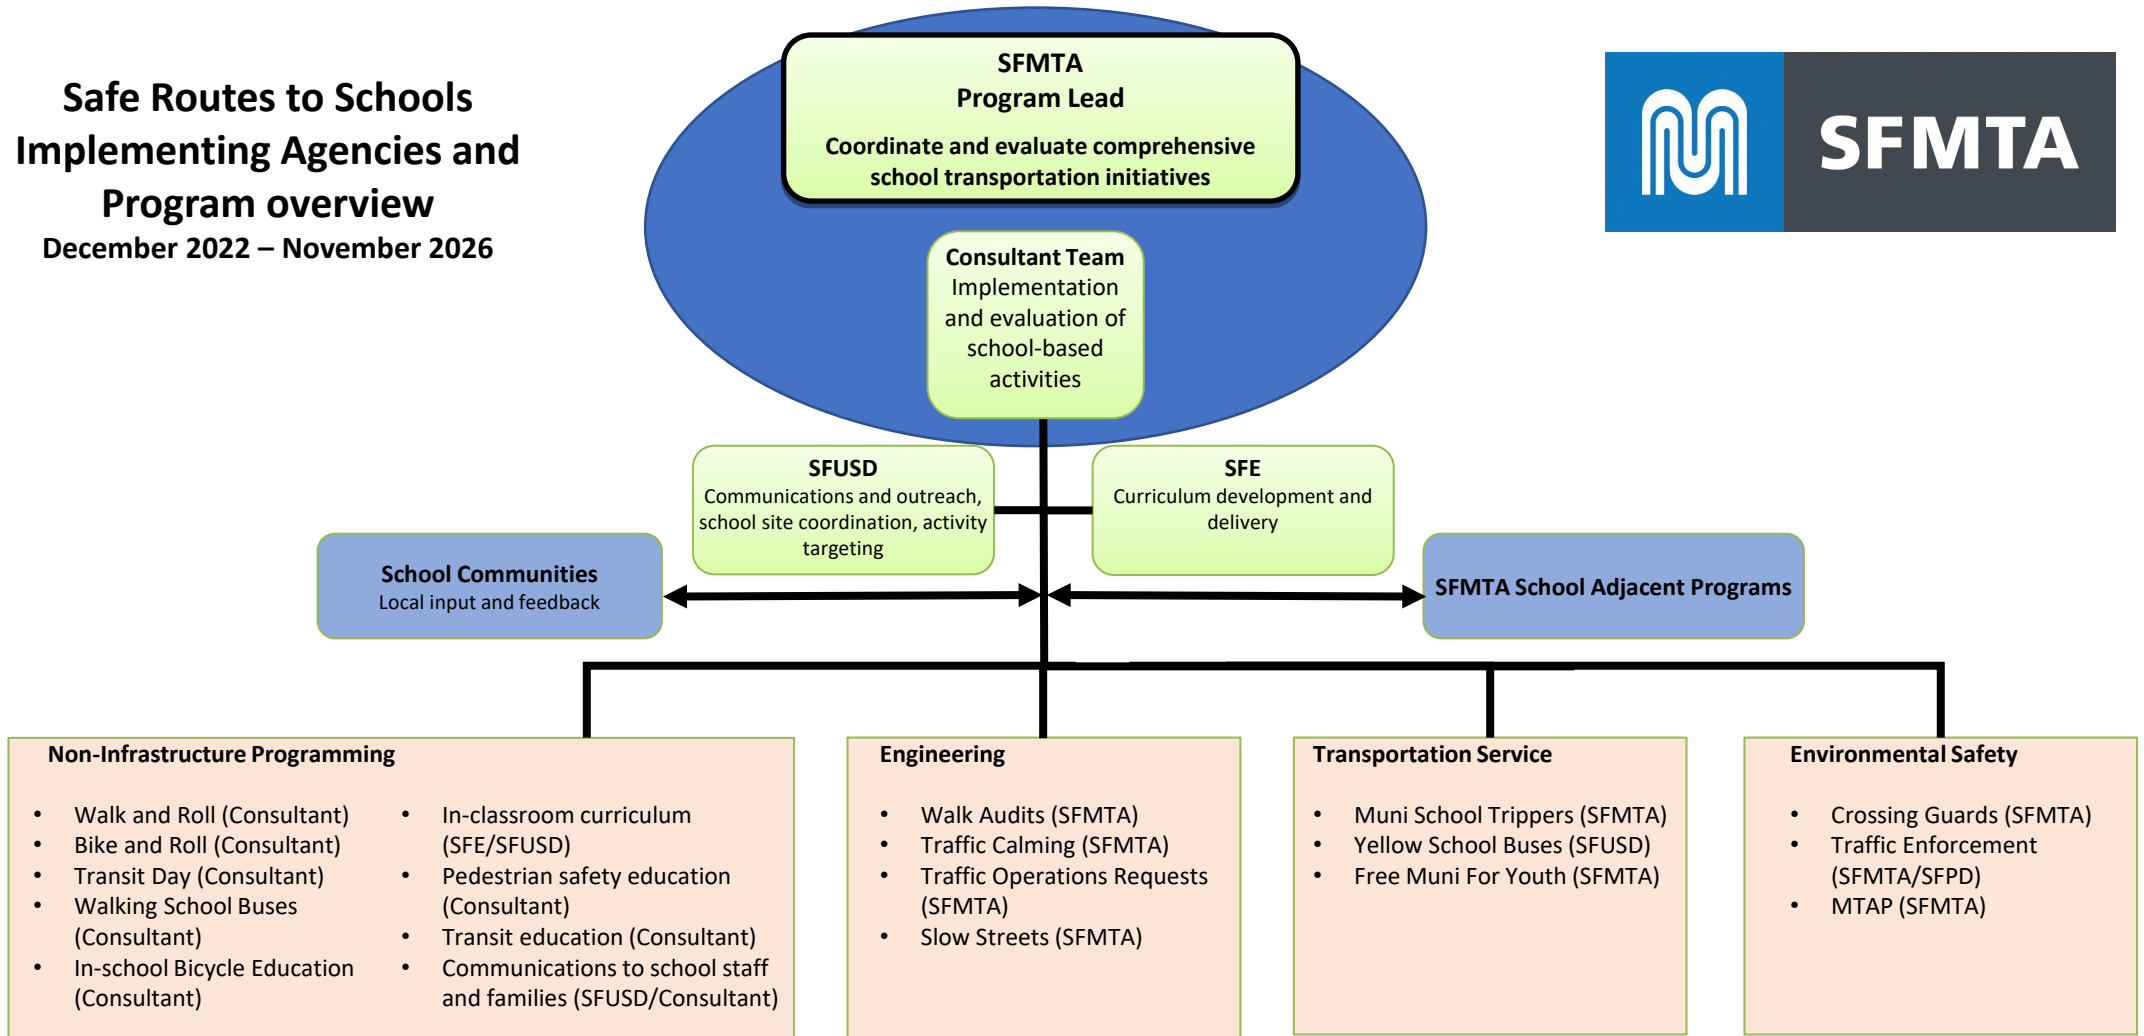 Safe Routes to Schools
Implementing Agencies and
Program overview
December 2022 – November 2026
SFMTA
Program Lead
Coordinate and evaluate comprehensive
school transportation initiatives
SFMTA
Consultant Team
Implementation
and evaluation of
school-based
activities
SFUSD
Communications and outreach,
school site coordination, activity
targeting
SFE
Curriculum development and
delivery
School Communities
Local input and feedback
SFMTA School Adjacent Programs
Non-Infrastructure Programming
• Walk and Roll (Consultant)
• Bike and Roll (Consultant)
• Transit Day (Consultant)
• Walking School Buses
(Consultant)
• In-school Bicycle Education
(Consultant)
• In-classroom curriculum
(SFE/SFUSD)
• Pedestrian safety education
(Consultant)
• Transit education (Consultant)
• Communications to school staff
and families (SFUSD/Consultant)
Engineering
• Walk Audits (SFMTA)
• Traffic Calming (SFMTA)
• Traffic Operations Requests
(SFMTA)
• Slow Streets (SFMTA)
Transportation Service
• Muni School Trippers (SFMTA)
• Yellow School Buses (SFUSD)
• Free Muni For Youth (SFMTA)
Environmental Safety
• Crossing Guards (SFMTA)
• Traffic Enforcement
(SFMTA/SFPD)
• MTAP (SFMTA)